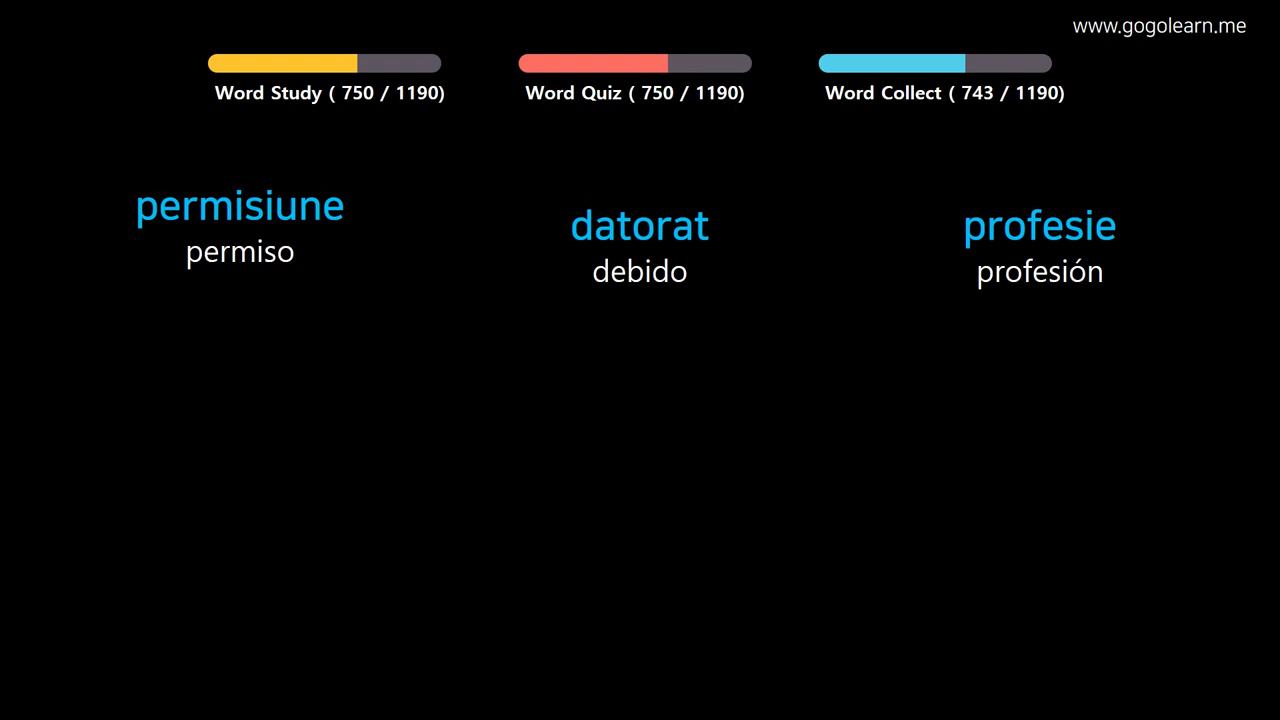 www.gogolearn.me
Word Study ( 750 / 1190)
Word Quiz ( 750 / 1190)
Word Collect ( 743 / 1190)
permisiune
permiso
datorat
debido
profesie
profesión